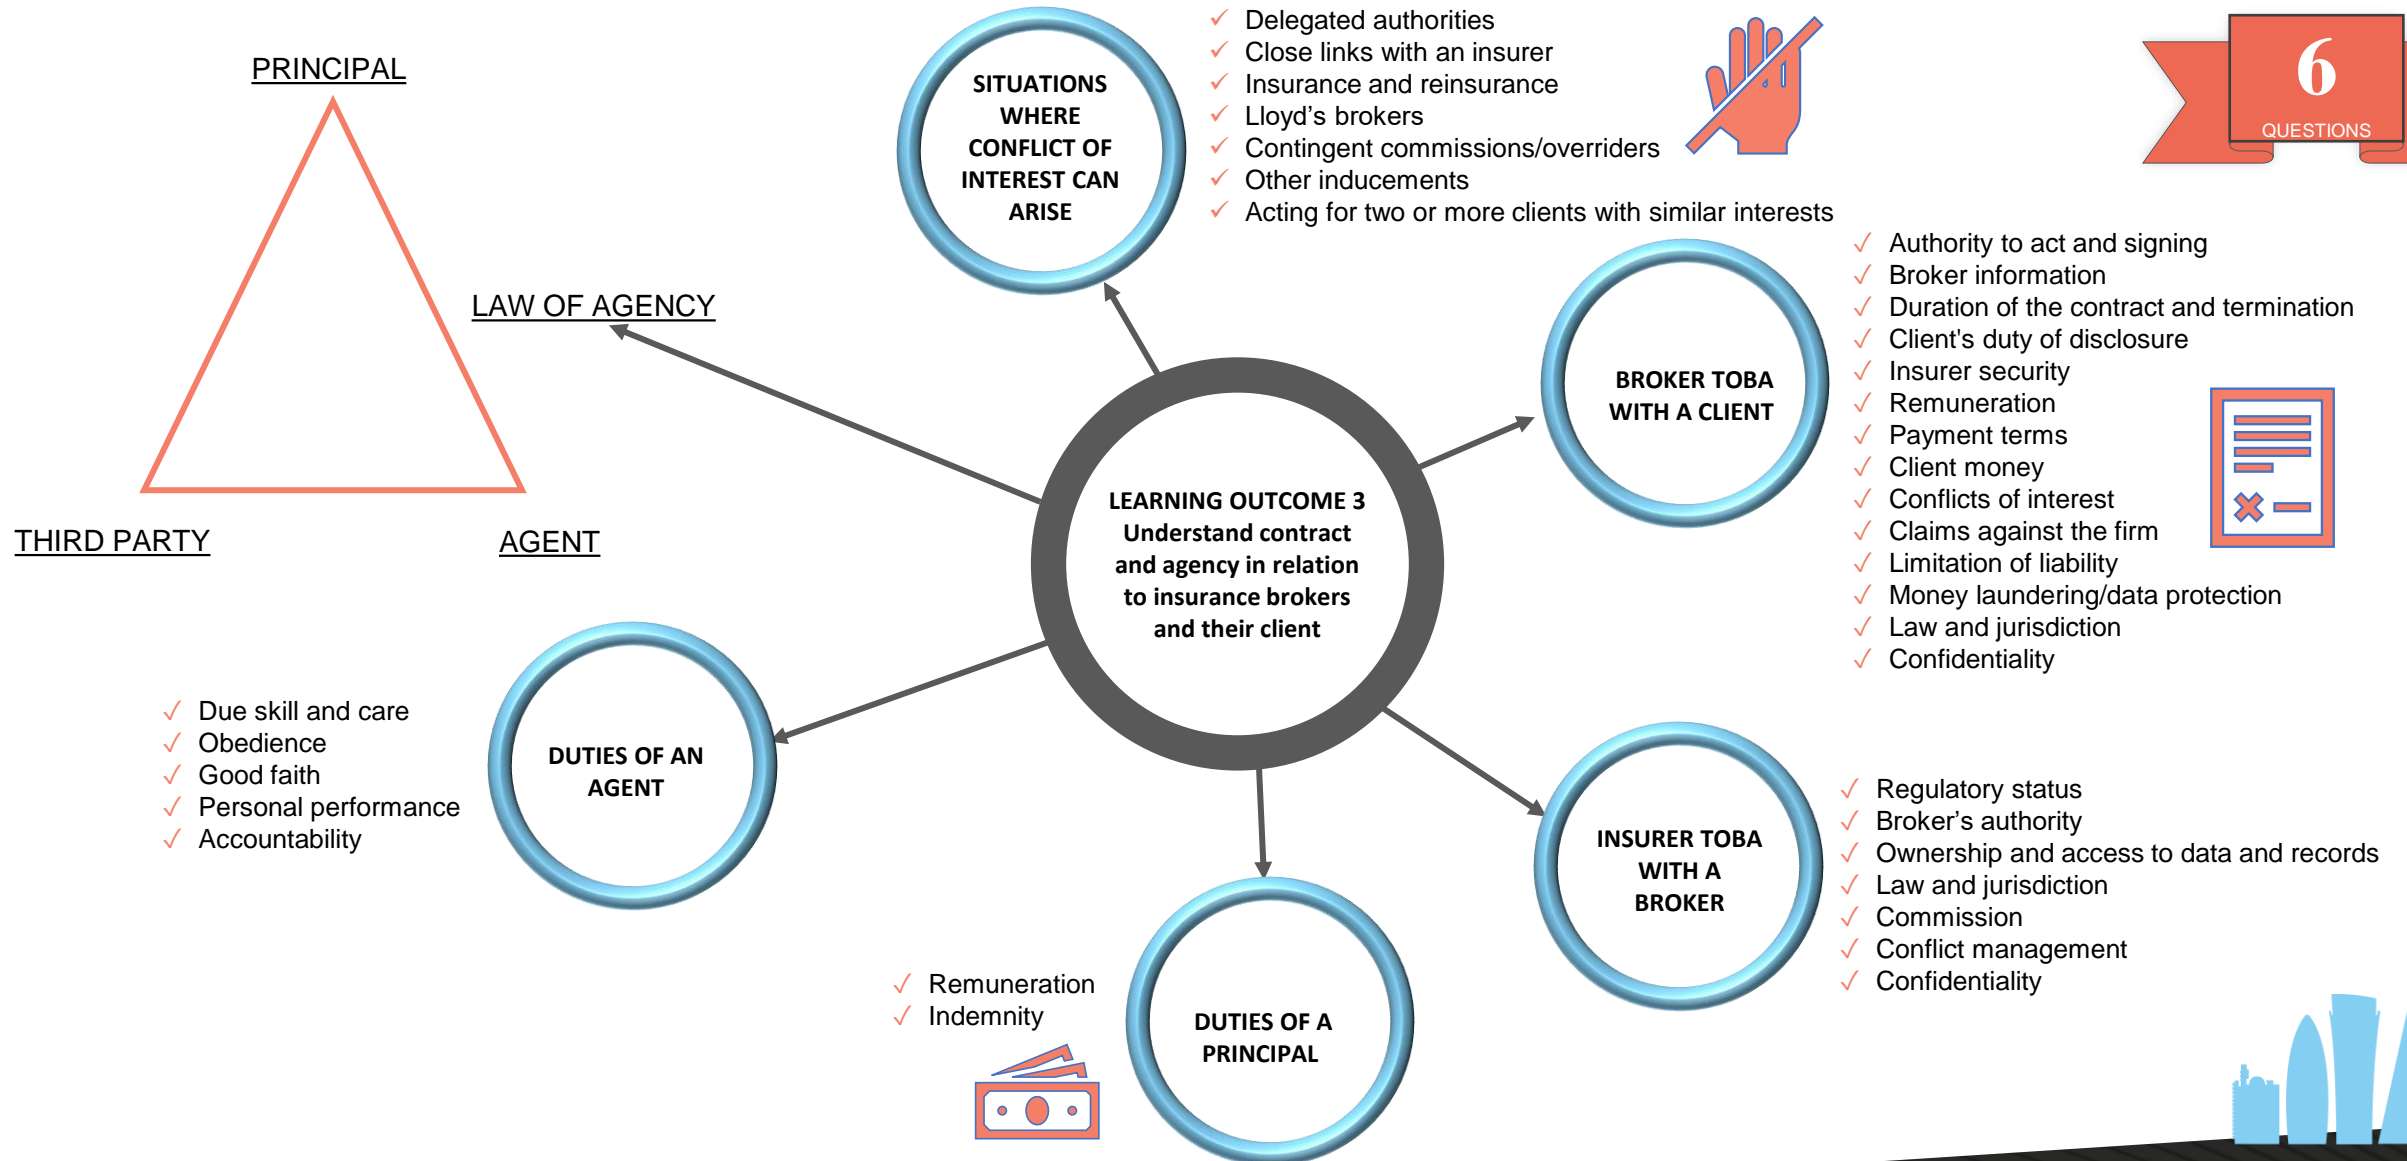 PRINCIPAL
LAW OF AGENCY
THIRD PARTY
AGENT
SITUATIONS
WHERE
CONFLICT OF
INTEREST CAN
ARISE
Delegated authorities
Close links with an insurer
Insurance and reinsurance
Lloyd’s brokers
Contingent commissions/overriders
Other inducements
Acting for two or more clients with similar interests
6
QUESTIONS
BROKER TOBA
WITH A CLIENT
Authority to act and signing
Broker information
Duration of the contract and termination
Client's duty of disclosure
Insurer security
Remuneration
Payment terms
Client money
Conflicts of interest
Claims against the firm
Limitation of liability
Money laundering/data protection
Law and jurisdiction
Confidentiality
LEARNING OUTCOME 3
Understand contract
and agency in relation
to insurance brokers
and their client
Due skill and care
Obedience
Good faith
Personal performance
Accountability
DUTIES OF AN
AGENT
INSURER TOBA
WITH A
BROKER
Regulatory status
Broker’s authority
Ownership and access to data and records
Law and jurisdiction
Commission
Conflict management
Confidentiality
Remuneration
Indemnity
DUTIES OF A
PRINCIPAL